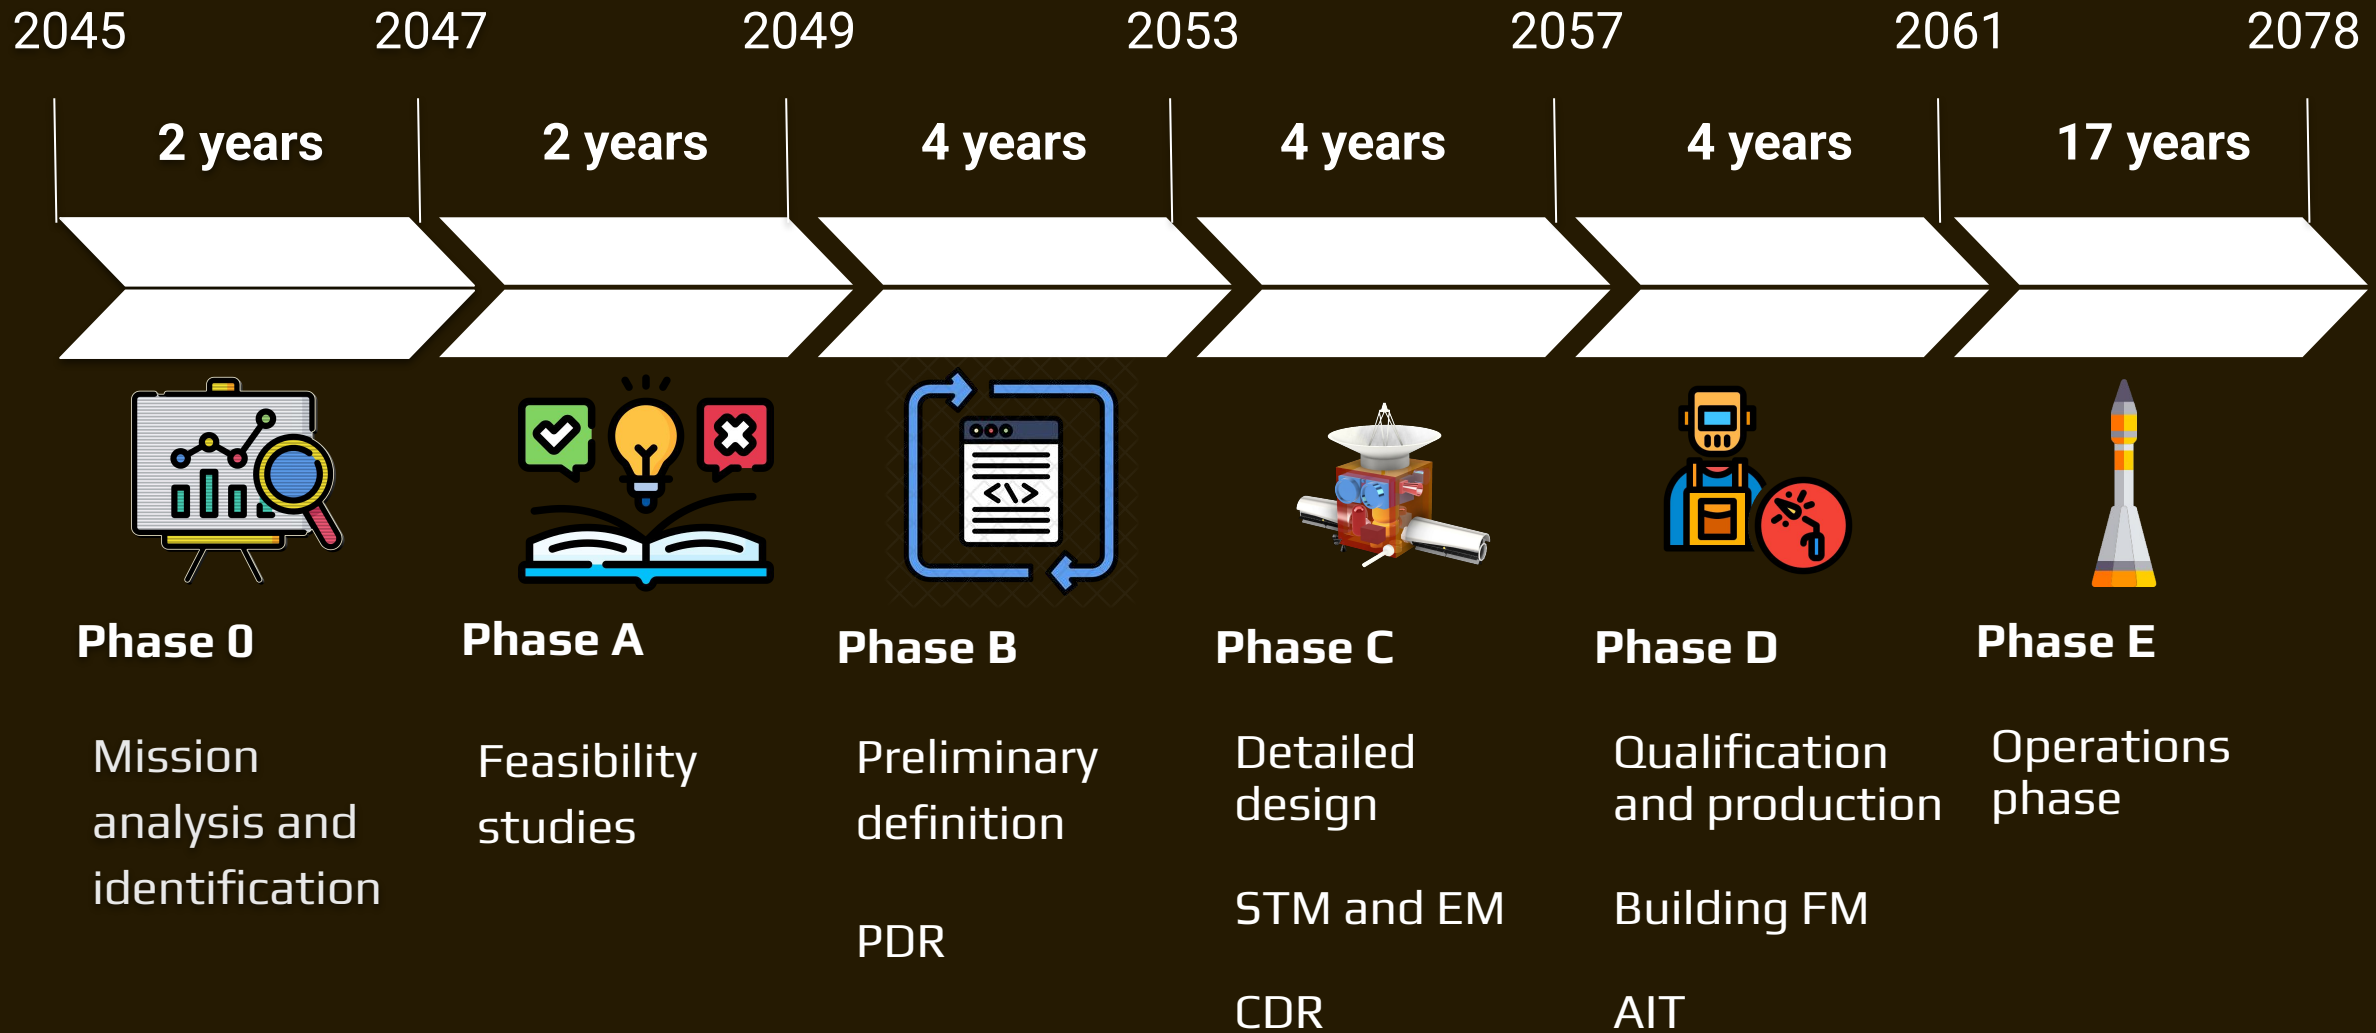 2045 2047 2049 2053 2057 2061 2078
2 years 2 years 4 years 4 years 4 years 17 years
Phase 0
Mission
analysis and
identification
Phase A
Feasibility
studies
Phase B
Preliminary
definition
PDR
Phase C
Detailed
design
STM and EM
CDR
Phase D
Qualification
and production
Building FM
AIT
Phase E
Operations
phase